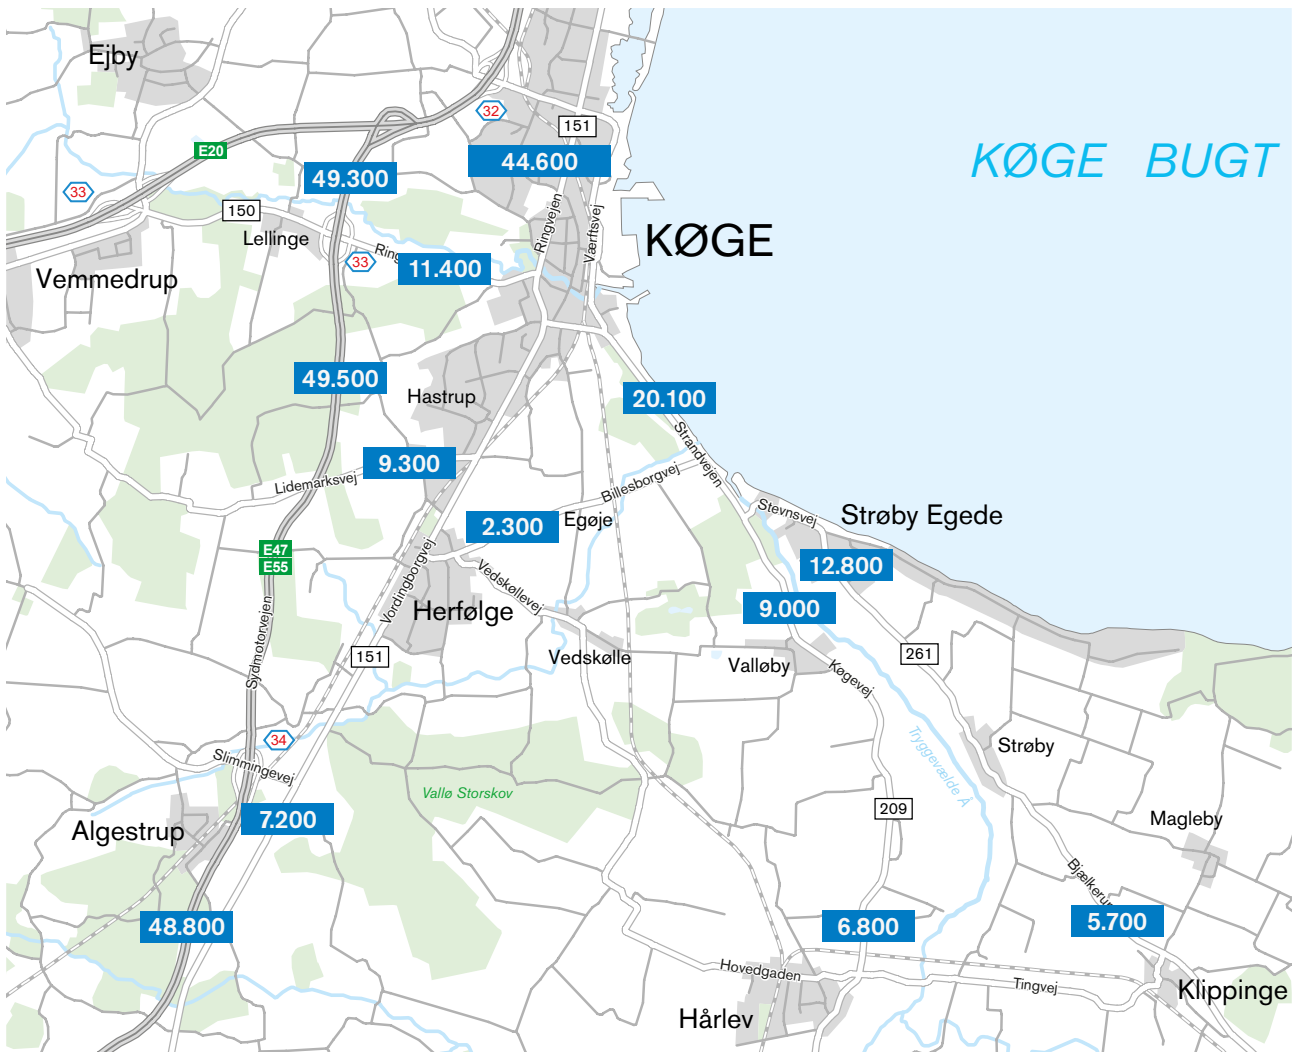 Ejby
32
151
E20
44.600
KØGE BUGT
49.300
33
150
Lellinge
Ringvejen
Værftsvej
KØGE
33
11.400
Vemmedrup
49.500
Hastrup
20.100
Strandvejen
9.300
Lidemarksvej
Billesborgvej
Stevnsvej
Strøby Egede
2.300
Egøje
E47
E55
Vordingborgvej
Vedskøllevej
12.800
9.000
Herfølge
Sydmotorvejen
151
Vedskølle
Valløby
Køgevej
261
34
Slimmingevej
Strøby
Tryggevælde Å
Vallø Storskov
7.200
209
Algestrup
Magleby
48.800
6.800
5.700
Hovedgaden
Tingvej
Klippinge
Hårlev